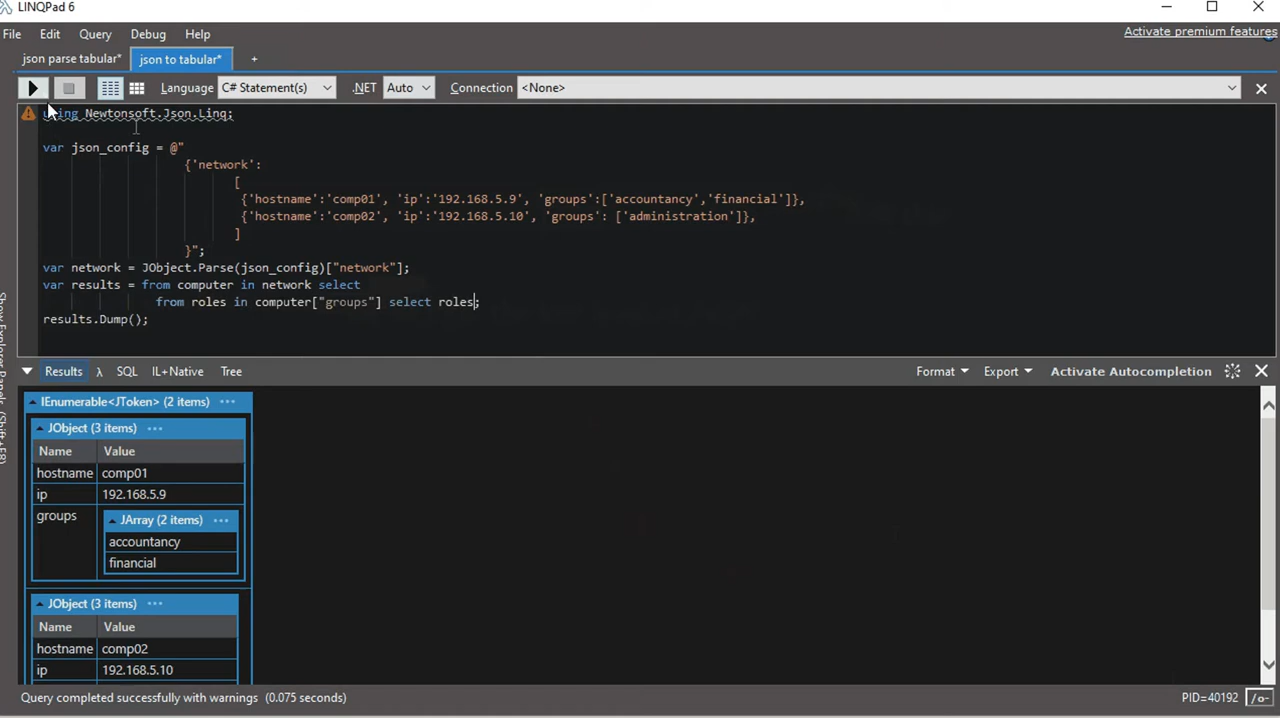 LINQPad 6
File Edit Query Debug Help
Activate premium features
json parse tabular* json to tabular* +
Language C# Statement(s) .NET Auto Connection <None>
using Newtonsoft.Json.Linq;
var json_config = @"
{'network':
[
{'hostname':'comp01', 'ip':'192.168.5.9', 'groups':['accountancy','financial']},
{'hostname':'comp02', 'ip':'192.168.5.10', 'groups': ['administration']},
]
}";
var network = JObject.Parse(json_config)["network"];
var results = from computer in network select
from roles in computer["groups"] select roles;
results.Dump();
Show Explorer Panels (Shift+F8)
Results λ SQL IL+Native Tree
Format Export Activate Autocompletion
IEnumerable<JToken> (2 items) •••
JObject (3 items) •••
Name Value
hostname comp01
ip 192.168.5.9
groups JArray (2 items) •••
accountancy
financial
JObject (3 items) •••
Name Value
hostname comp02
ip 192.168.5.10
Query completed successfully with warnings (0.075 seconds)
PID=40192 /o-